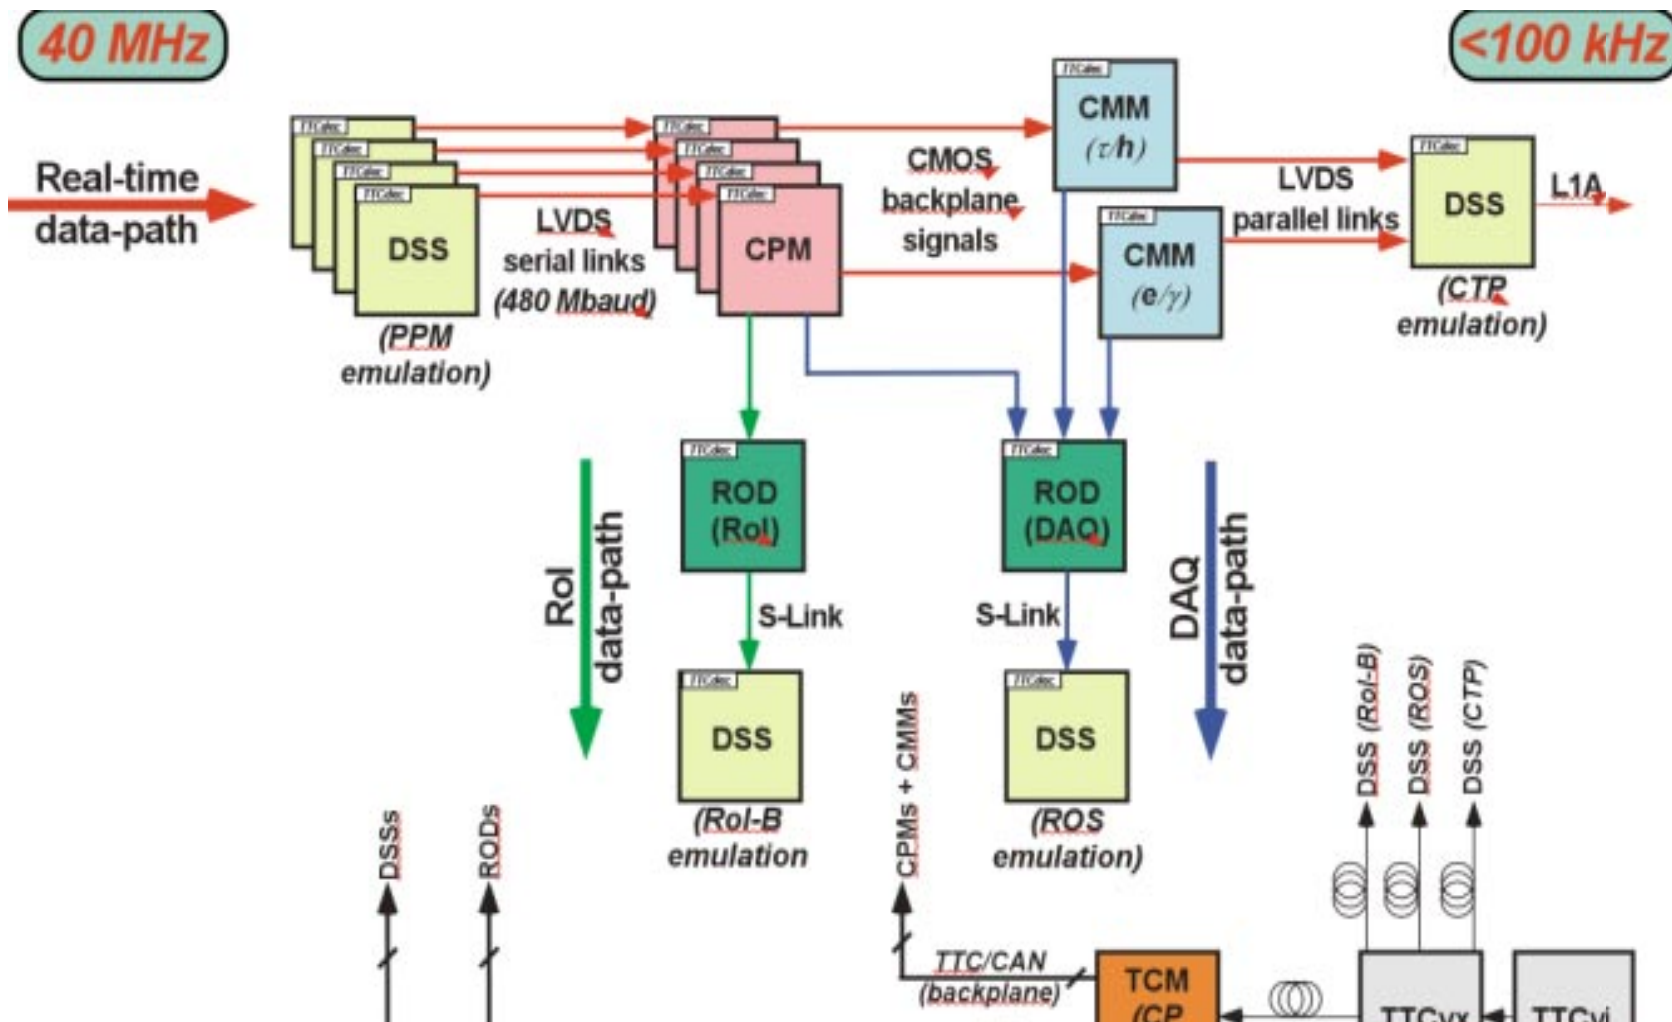 40 MHz
<100 kHz
Real-time
data-path
DSS
(PPM
emulation)
LVDS
serial links
(480 Mbaud)
CPM
CMOS
backplane
signals
CMM
(τ/h)
CMM
(e/γ)
LVDS
parallel links
DSS
(CTP
emulation)
L1A
RoI
data-path
ROD
(RoI)
S-Link
DSS
(RoI-B
emulation
ROD
(DAQ)
S-Link
DSS
(ROS
emulation)
DAQ
data-path
DSSs
RODs
CPMs + CMMs
TTC/CAN
(backplane)
TCM
(CP
DSS (RoI-B)
DSS (ROS)
DSS (CTP)
TTCvx
TTCvi